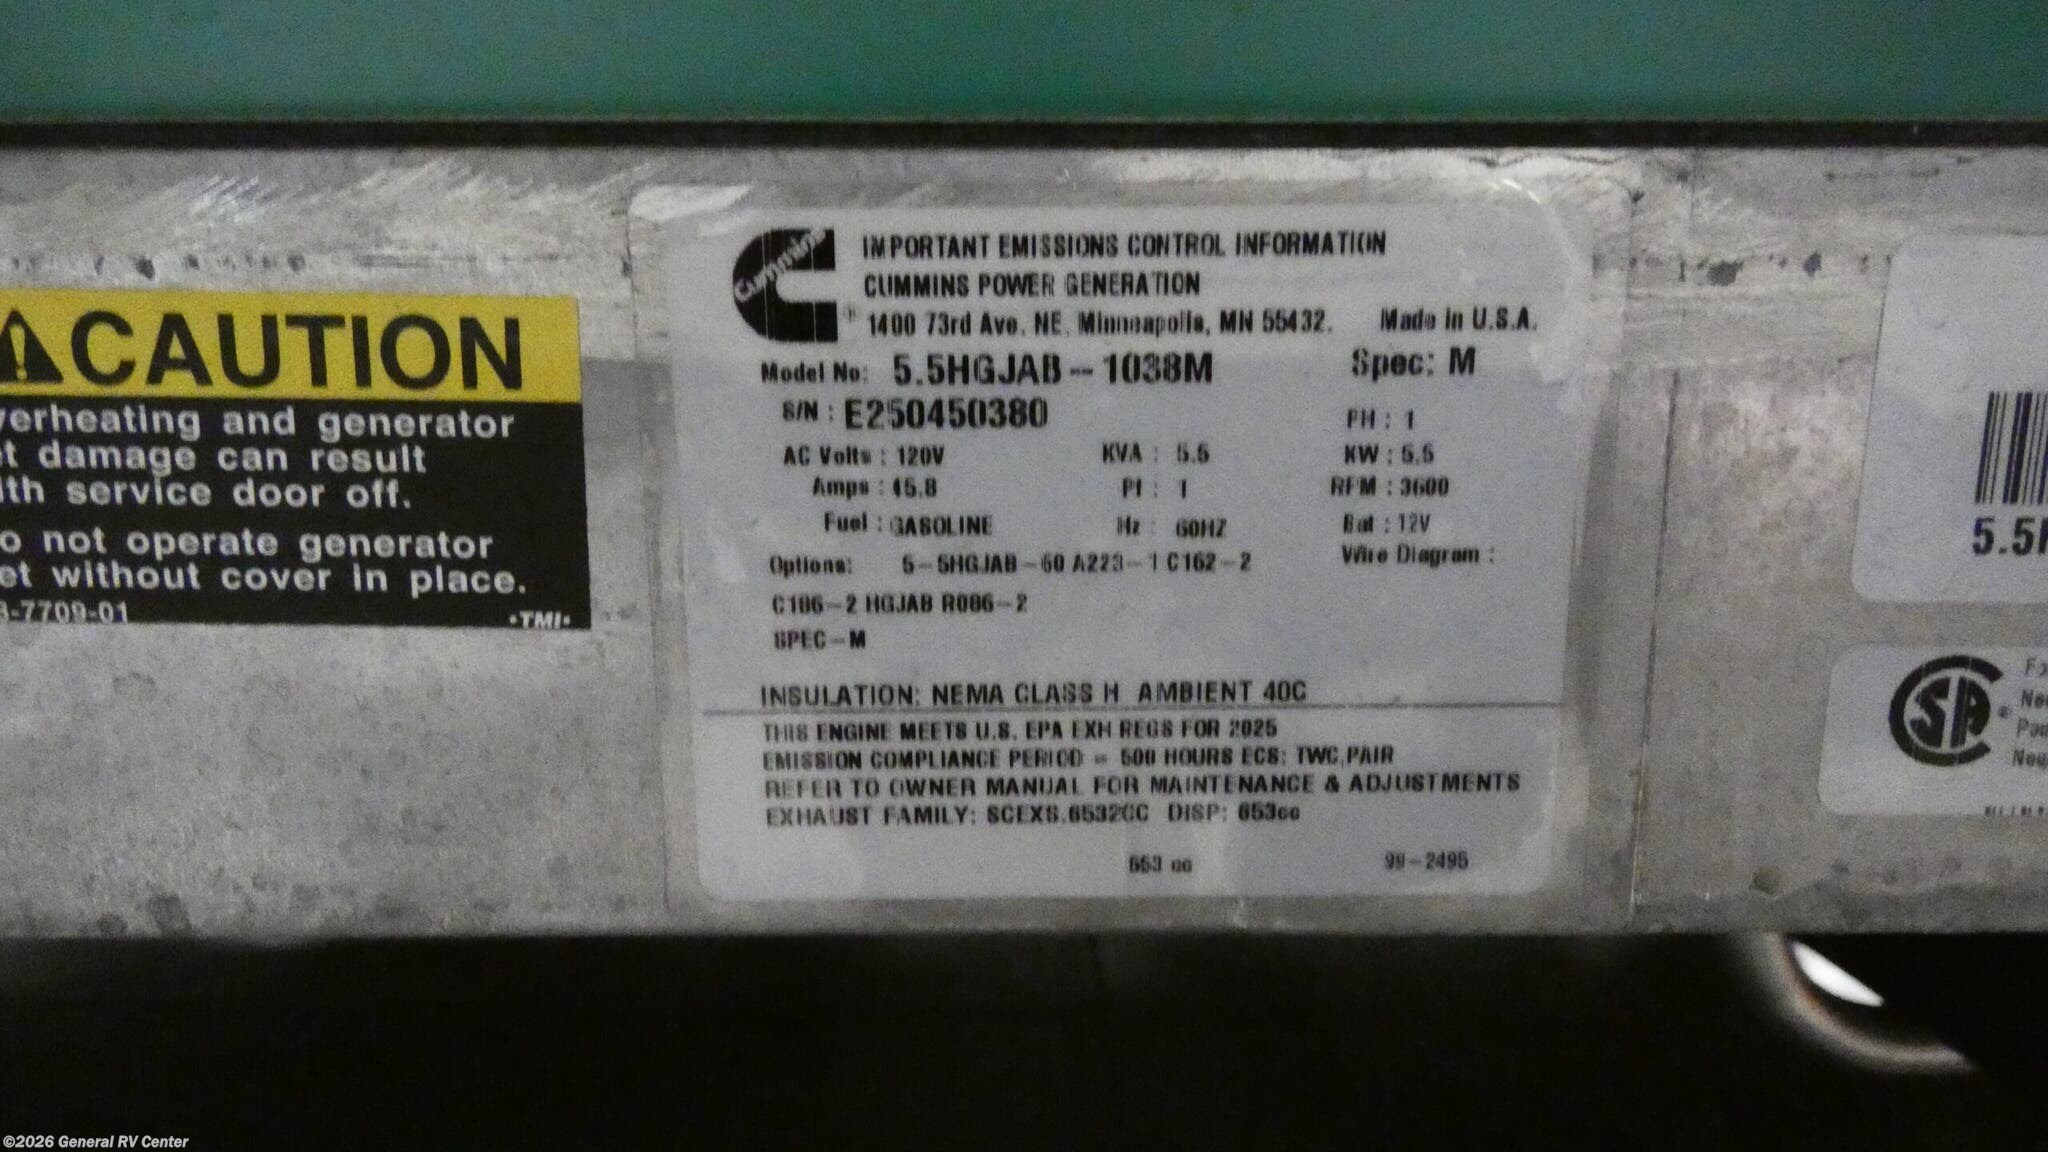 CAUTION
erheating and generator
t damage can result
th service door off.
o not operate generator
et without cover in place.
-7709-01
•TMI•
Cummins
IMPORTANT EMISSIONS CONTROL INFORMATION
CUMMINS POWER GENERATION
® 1400 73rd Ave. NE. Minneapolis, MN 55432. Made in U.S.A.
Model No: 5.5HGJAB-1038M Spec: M
S/N : E250450380 PH : 1
AC Volts : 120V KVA : 5.5 KW : 5.5
Amps : 45.8 Pf : 1 RPM : 3600
Fuel : GASOLINE Hz : 60HZ Bat : 12V
Options: 5-5HGJAB-60 A223-1 C162-2 Wire Diagram :
C186-2 HGJAB R086-2
SPEC-M
INSULATION: NEMA CLASS H AMBIENT 40C
THIS ENGINE MEETS U.S. EPA EXH REGS FOR 2025
EMISSION COMPLIANCE PERIOD = 500 HOURS ECS: TWC,PAIR
REFER TO OWNER MANUAL FOR MAINTENANCE & ADJUSTMENTS
EXHAUST FAMILY: SCEXS.6532CC DISP: 653cc
653 cc 99-2495
5.5H
SA ®
©2026 General RV Center